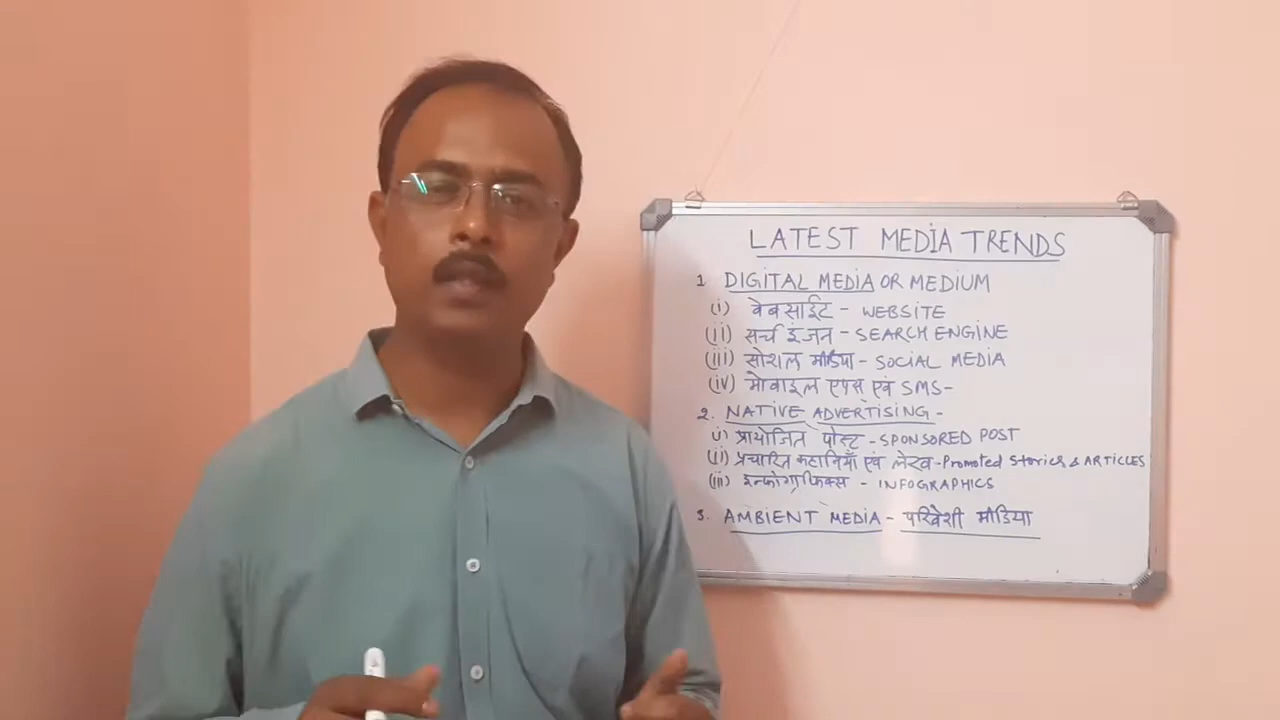 LATEST MEDIA TRENDS
1 DIGITAL MEDIA OR MEDIUM
(i) वेबसाईट - WEBSITE
(ii) सर्च इंजन - SEARCH ENGINE
(iii) सोशल मीडिया - SOCIAL MEDIA
(iv) मोबाइल एपस एवं SMS-
2. NATIVE ADVERTISING -
i) प्रायोजित पोस्ट - SPONSORED POST
(ii) प्रचारित कहानियाँ एवं लेख - Promoted Stories & ARTICLES
(iii) इन्फोग्राफिक्स - INFOGRAPHICS
3. AMBIENT MEDIA - परिवेशी मीडिया